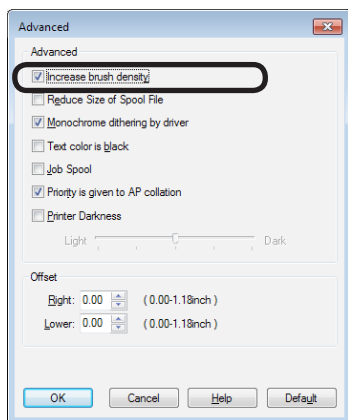 Advanced
Advanced
Increase brush density
Reduce Size of Spool File
Monochrome dithering by driver
Text color is black
Job Spool
Priority is given to AP collation
Printer Darkness
Light Dark
Offset
Right: 0.00 (0.00-1.18inch)
Lower: 0.00 (0.00-1.18inch)
OK Cancel Help Default